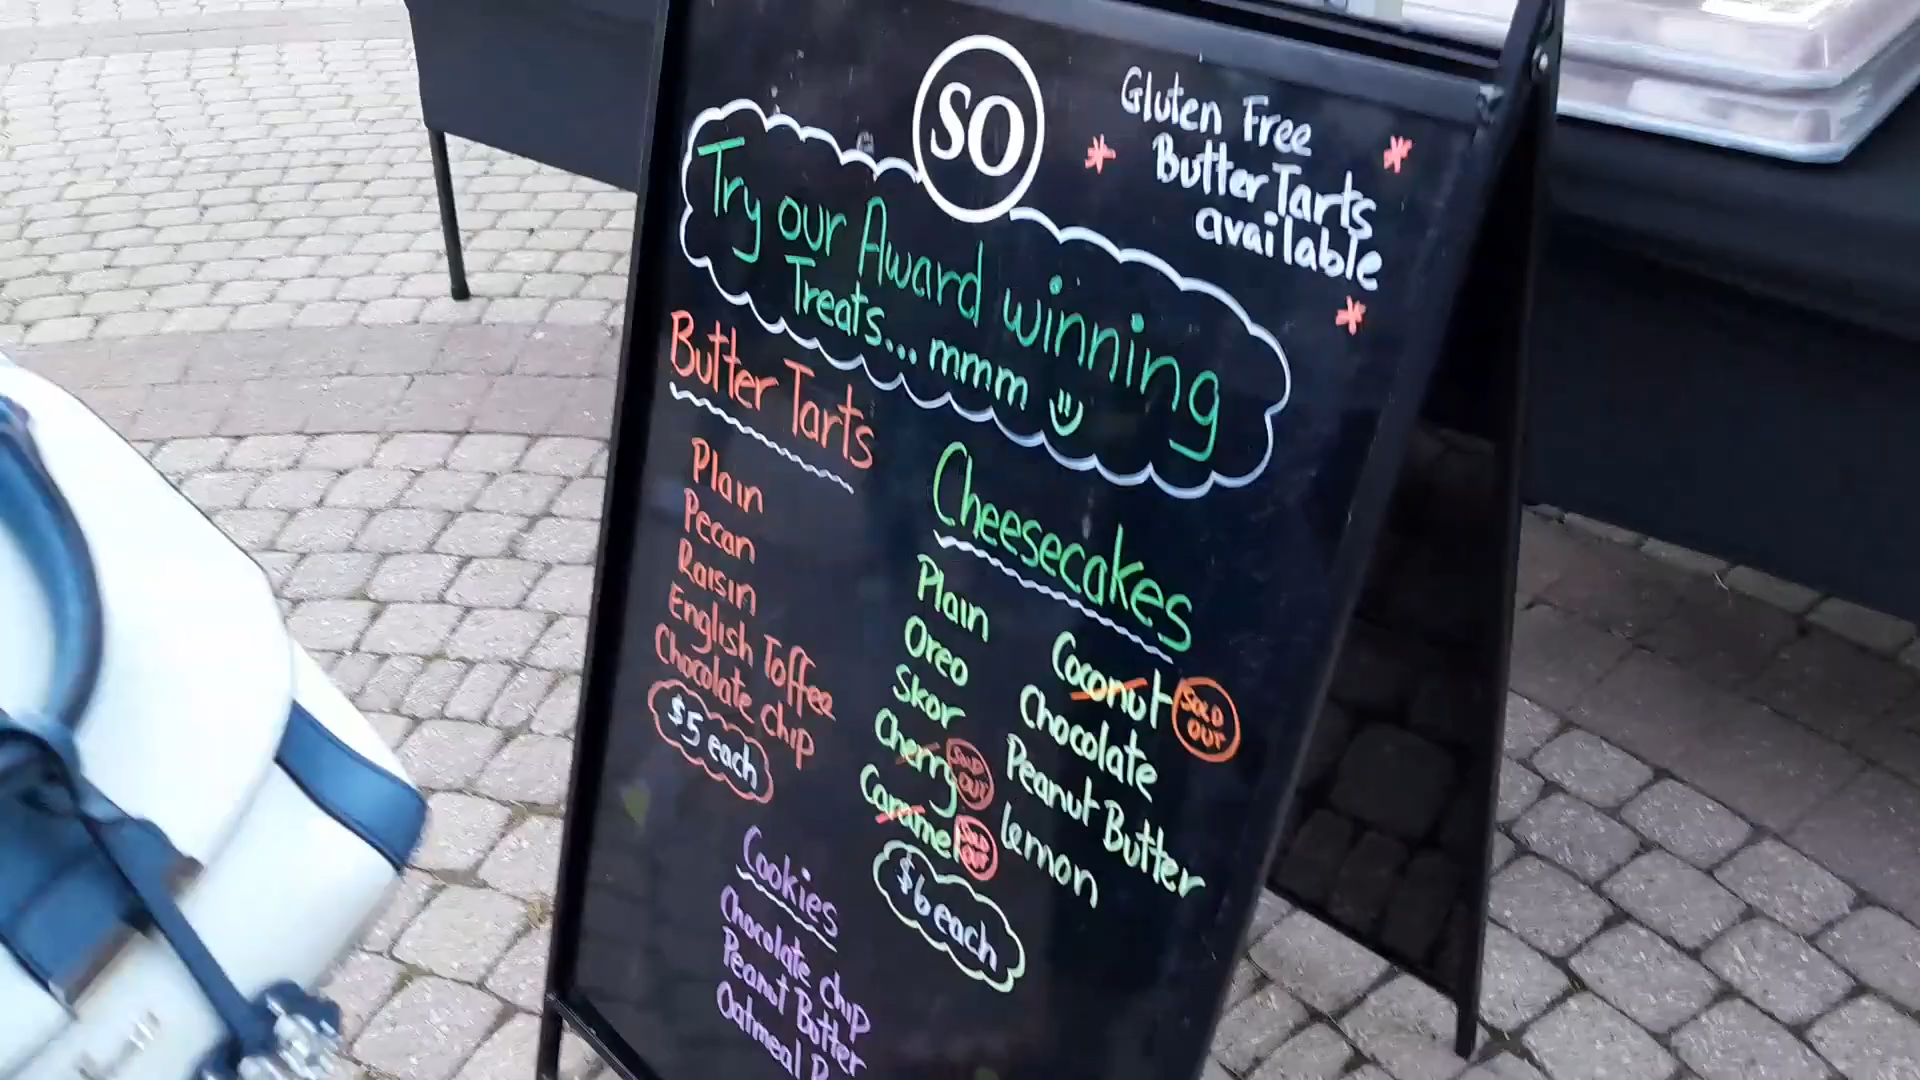 SO
Gluten Free
* Butter Tarts *
available
*
Try our Award winning
Treats... mmm
Butter Tarts
Plain
Pecan
Raisin
English Toffee
Chocolate Chip
$5 each
Cheesecakes
Plain
Oreo
Skor
Cherry SOLD OUT
Caramel SOLD OUT
Coconut SOLD OUT
Chocolate
Peanut Butter
lemon
$6 each
Cookies
Chocolate Chip
Peanut Butter
Oatmeal